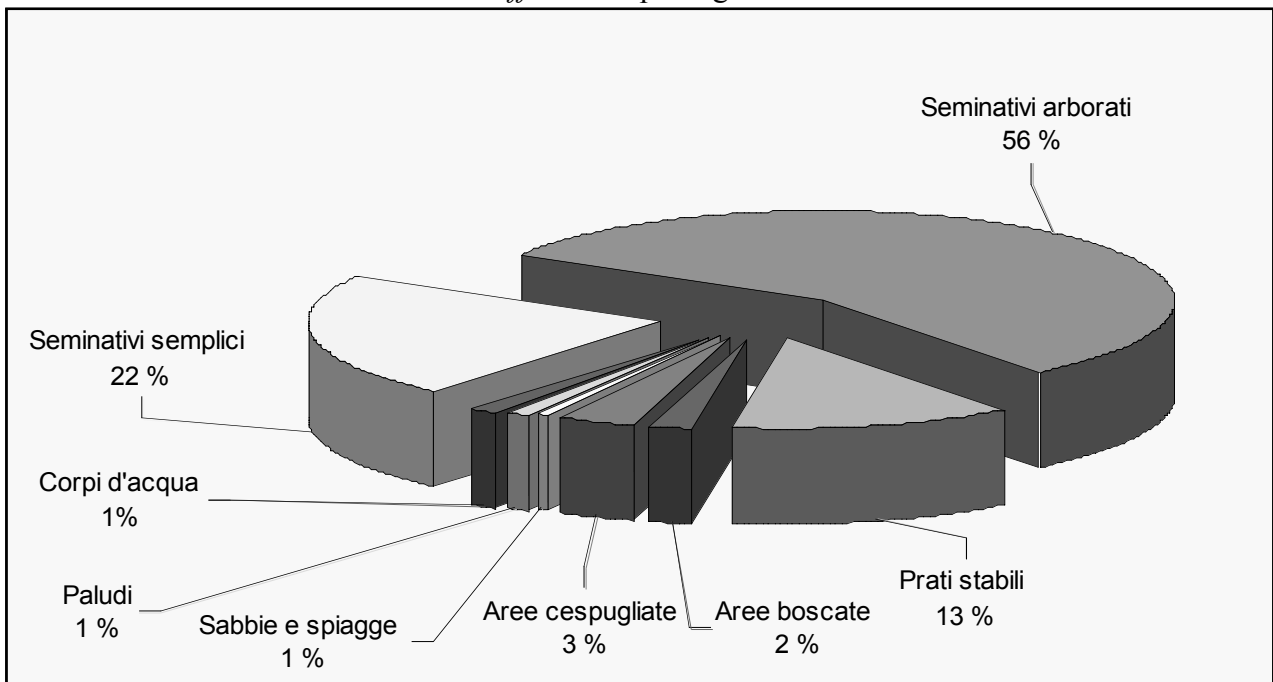 Seminativi arborati
56 %
Seminativi semplici
22 %
Corpi d'acqua
1%
Paludi
1 %
Sabbie e spiagge
1 %
Aree cespugliate
3 %
Aree boscate
2 %
Prati stabili
13 %